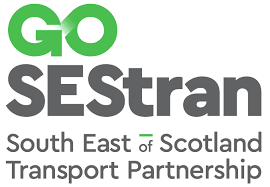 GO
SEStran
South East of Scotland
Transport Partnership